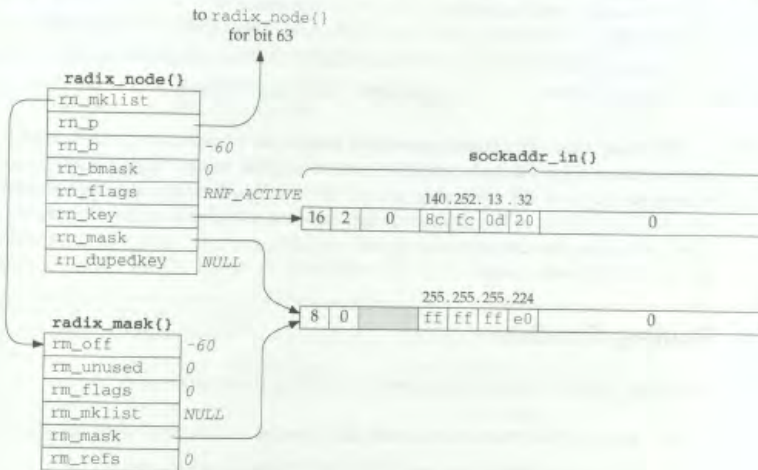 to radix_node{}
for bit 63
radix_node{}
rn_mklist
rn_p
rn_b -60
rn_bmask 0
rn_flags RNF_ACTIVE
rn_key
rn_mask
rn_dupedkey NULL
sockaddr_in{}
140.252. 13 . 32
16 2 0 8c fc 0d 20 0
255.255.255.224
8 0 ff ff ff e0 0
radix_mask{}
rm_off -60
rm_unused 0
rm_flags 0
rm_mklist NULL
rm_mask
rm_refs 0